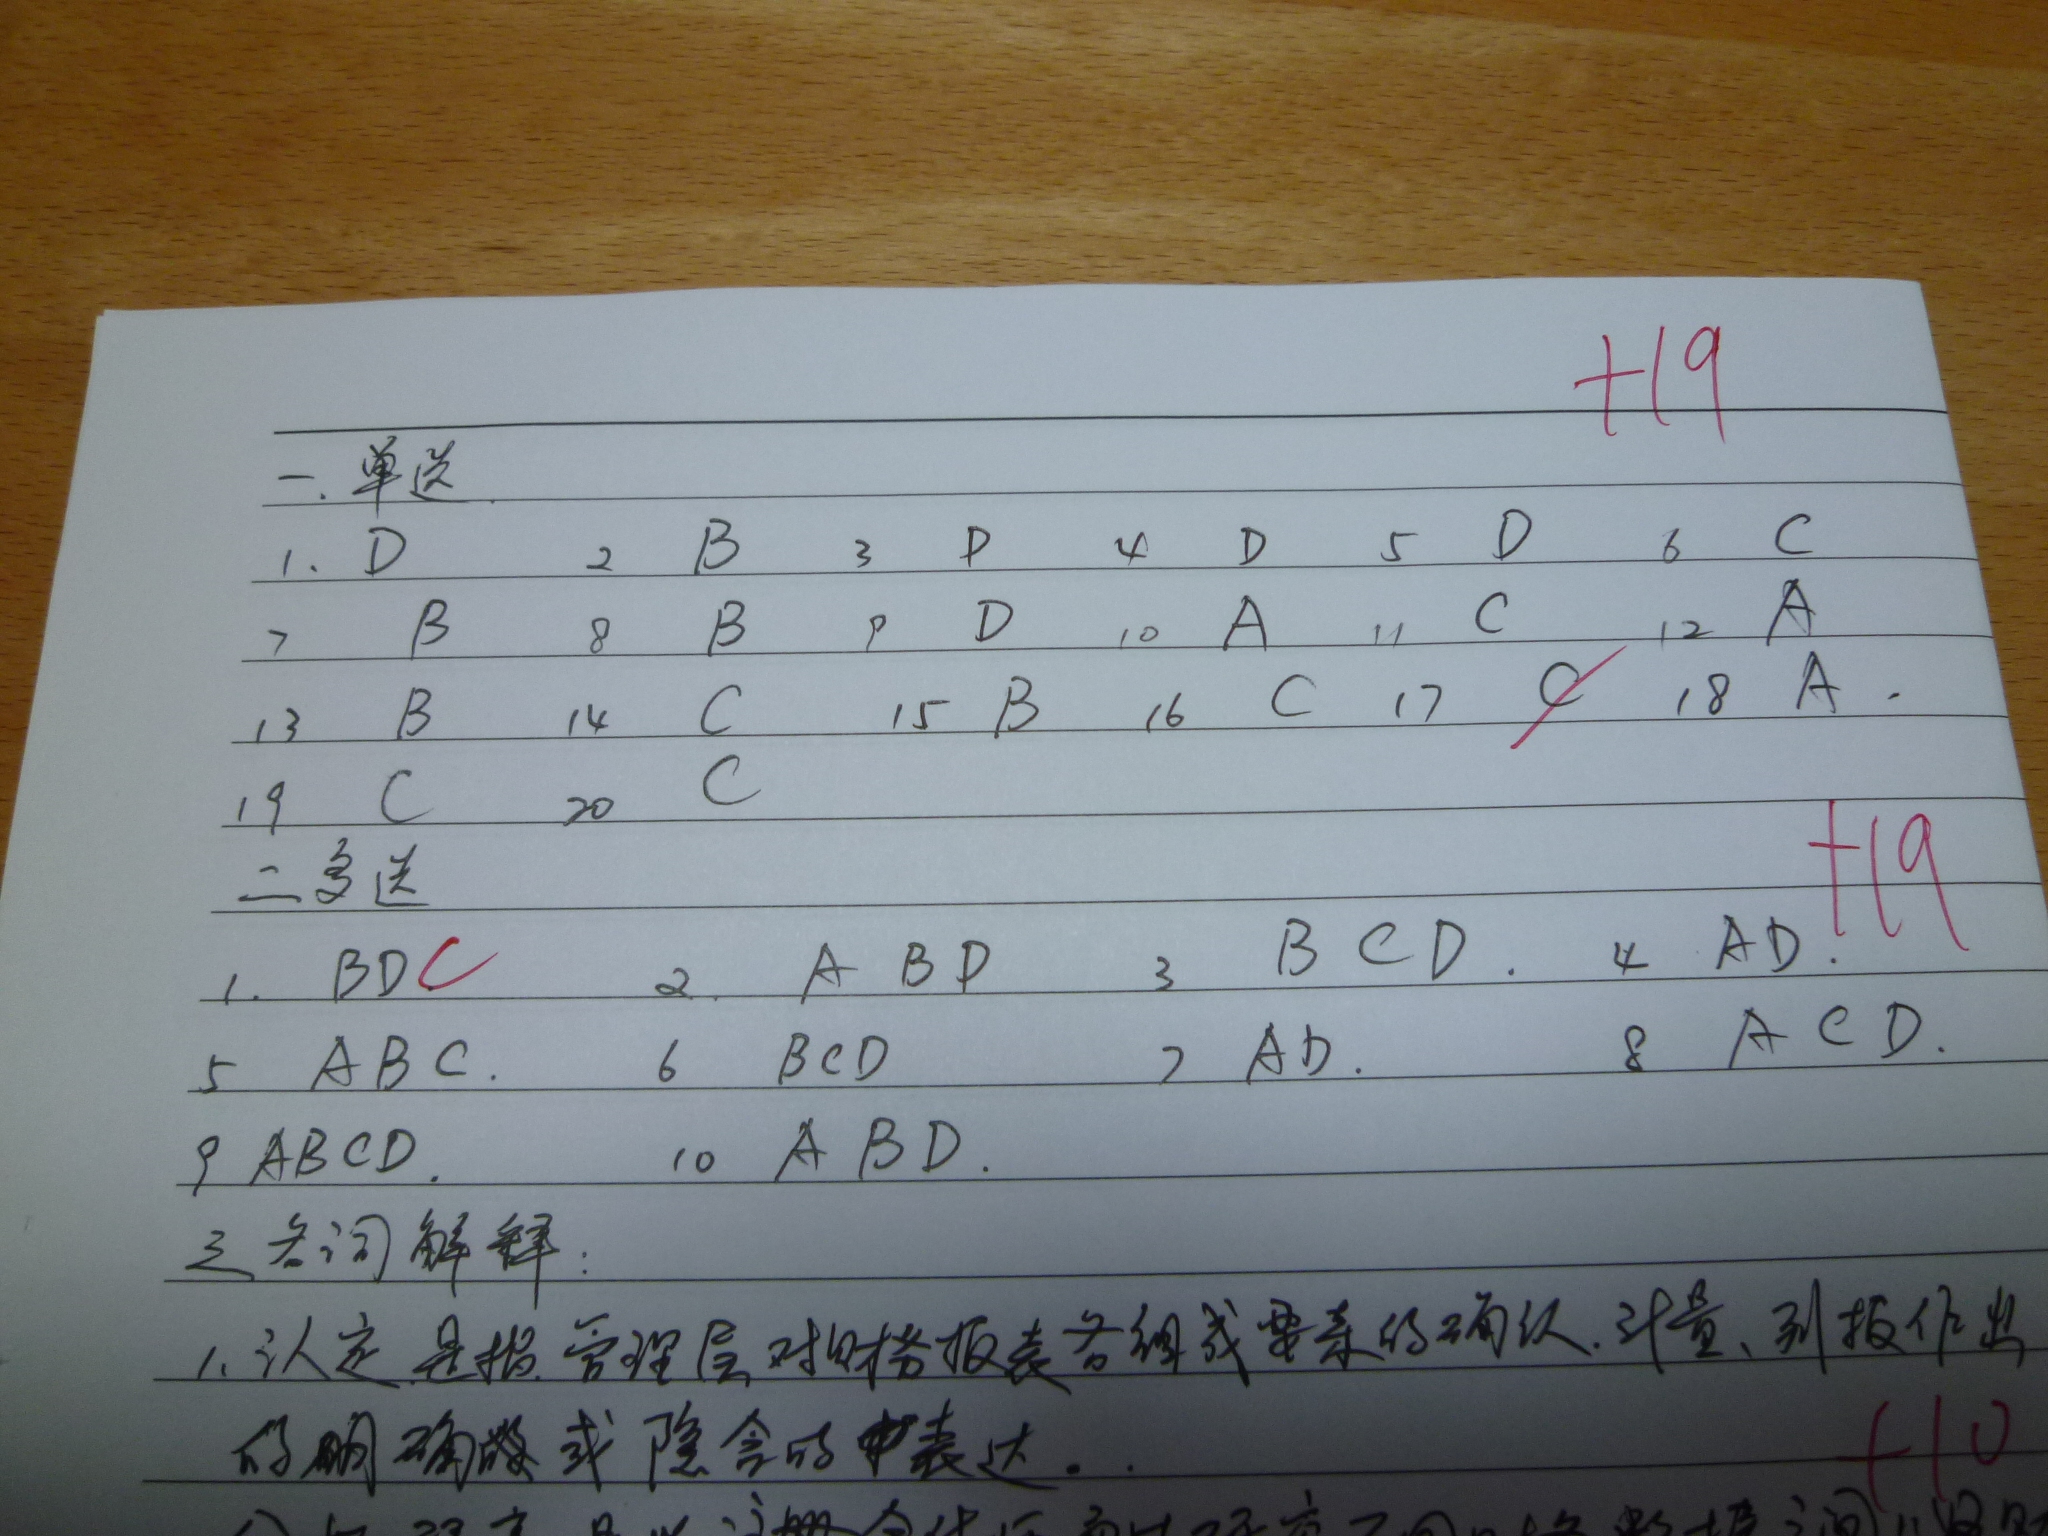 +19
一.单选
1. D 2 B 3 D 4 D 5 D 6 C
7 B 8 B 9 D 10 A 11 C 12 A
13 B 14 C 15 B 16 C 17 C 18 A.
19 C 20 C
+19
二多选
1. BDC 2. ABD 3 BCD. 4 AD.
5 ABC. 6 BCD 7 AD. 8 ACD.
9 ABCD. 10 ABD.
三名词解释:
1.认定是指管理层对财务报表各组成要素的确认.计量、列报作出
的明确或隐含的表达.
+10